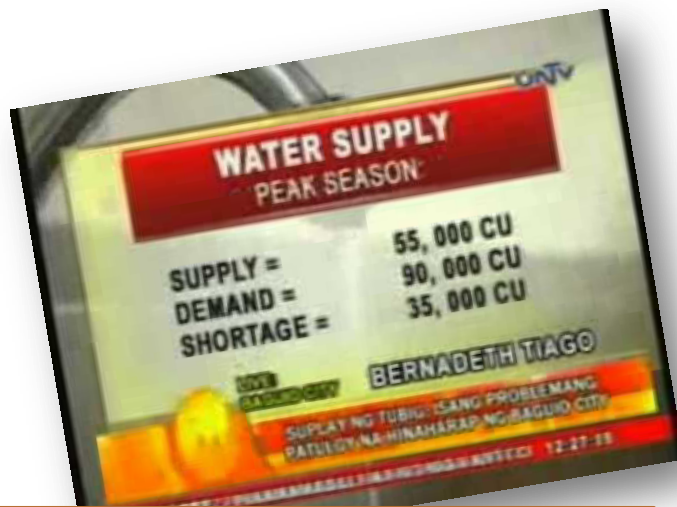 UNTV
WATER SUPPLY
PEAK SEASON
SUPPLY = 55, 000 CU
DEMAND = 90, 000 CU
SHORTAGE = 35, 000 CU
LIVE:
BAGUIO CITY
BERNADETH TIAGO
SUPLAY NG TUBIG: ISANG PROBLEMANG
PATULOY NA HINAHARAP NG BAGUIO CITY